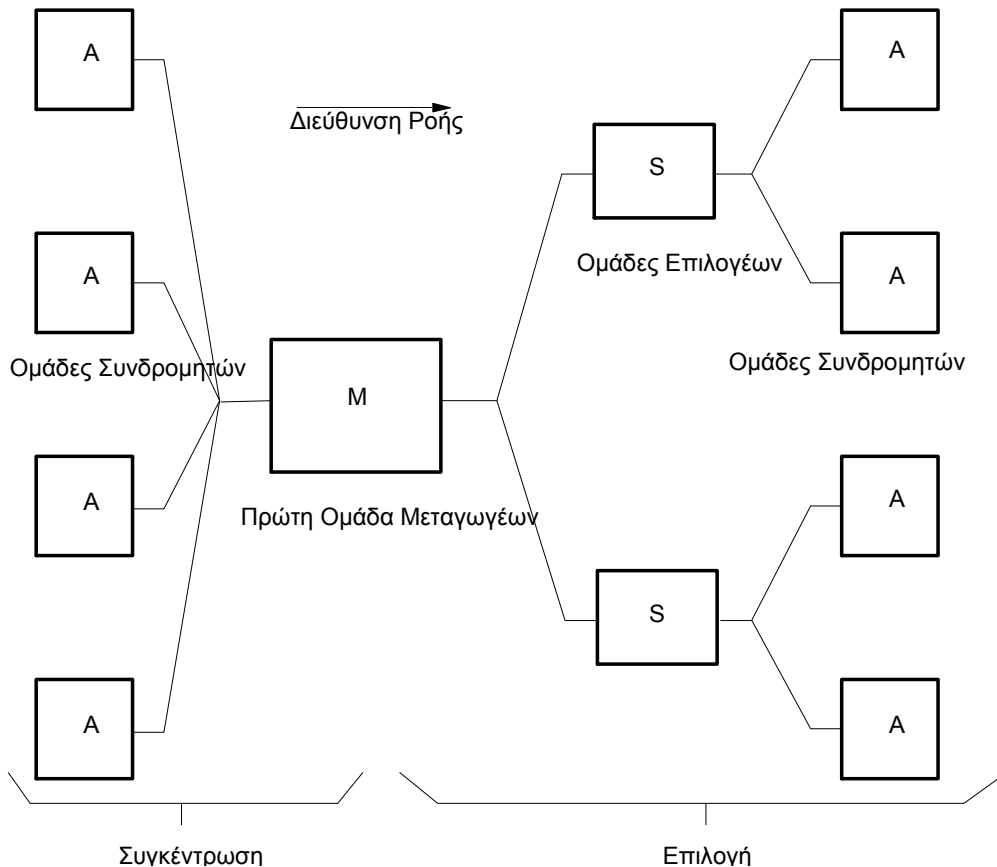 A
A
Διεύθυνση Ροής
S
A
A
Ομάδες Επιλογέων
Ομάδες Συνδρομητών
Ομάδες Συνδρομητών
M
A
A
Πρώτη Ομάδα Μεταγωγέων
S
A
A
Συγκέντρωση
Επιλογή